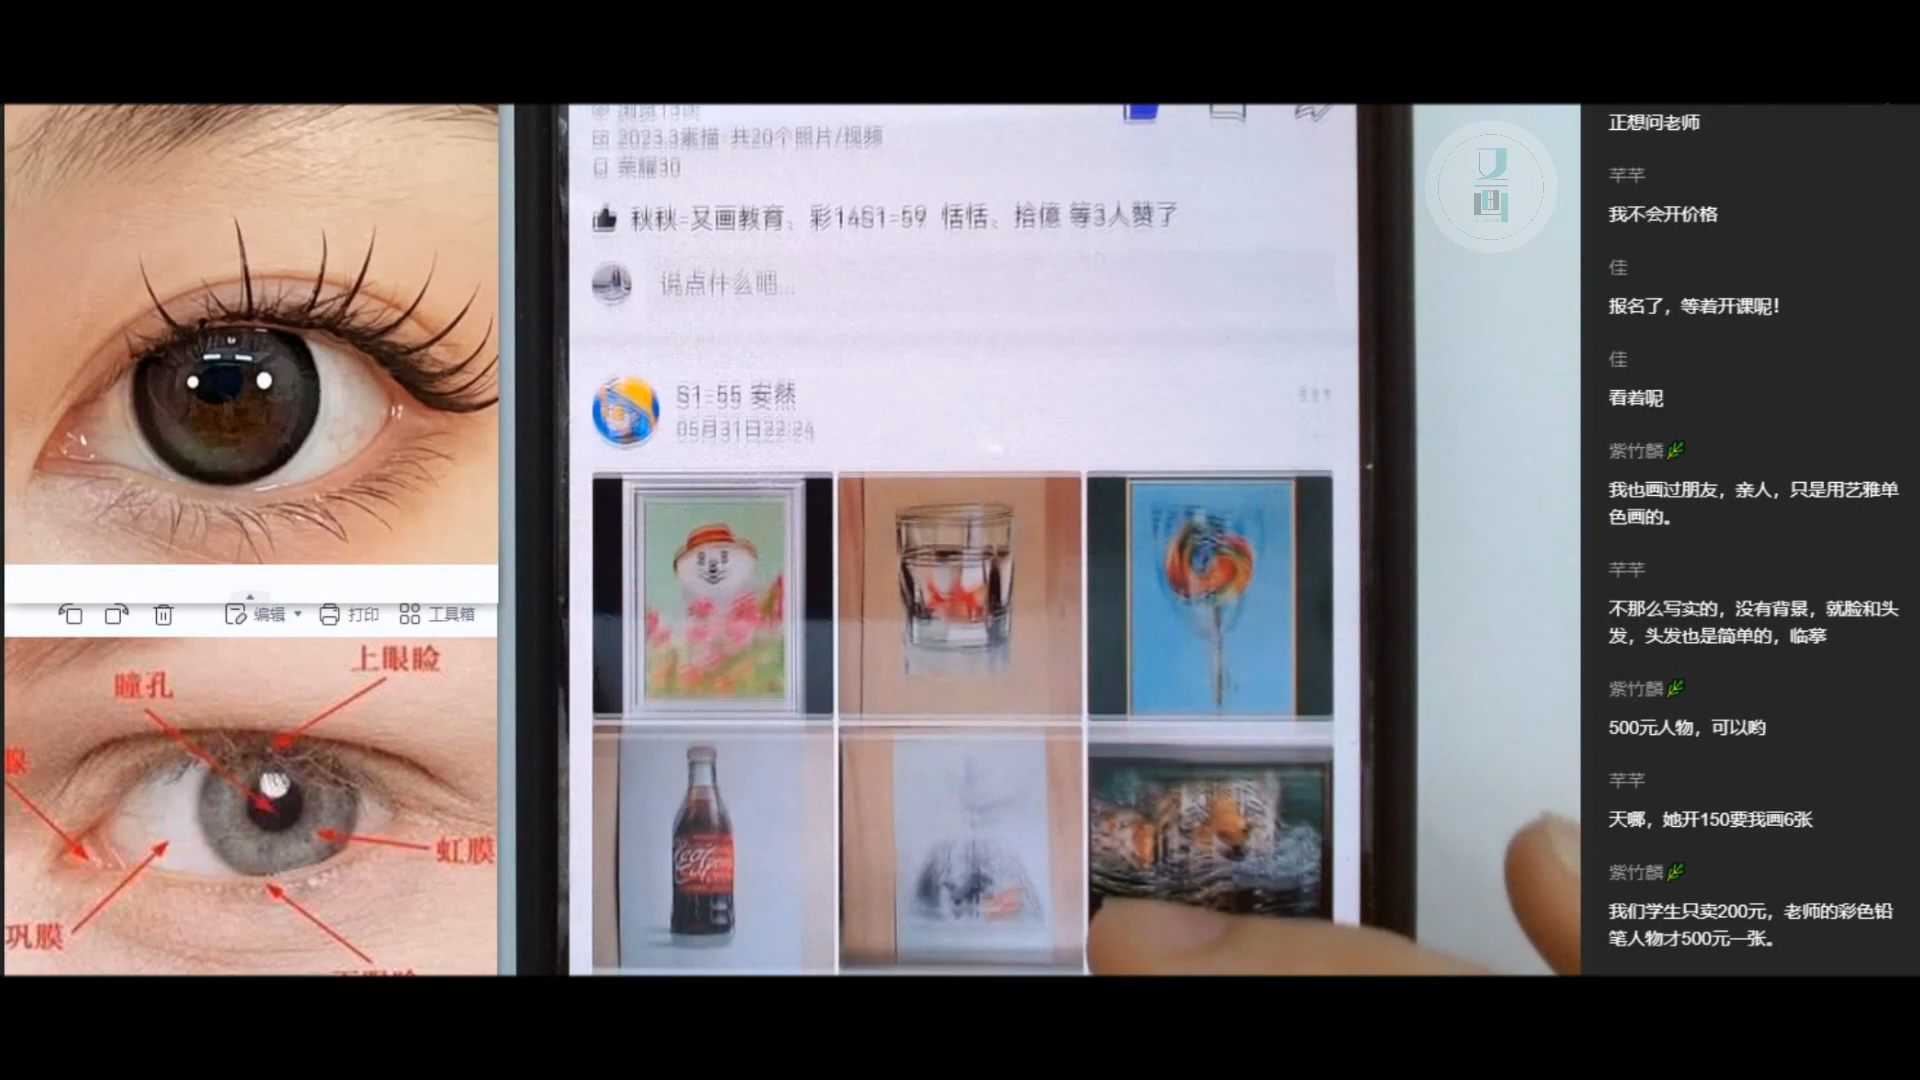 编辑
打印
工具箱
上眼睑
瞳孔
虹膜
巩膜
2023.3素描 共20个照片/视频
荣耀30
秋秋=又画教育、彩14S1=59 恬恬、拾億 等3人赞了
说点什么吧...
S1=55 安然
05月31日22:24
又画
正想问老师
芊芊
我不会开价格
佳
报名了，等着开课呢！
佳
看着呢
紫竹麟
我也画过朋友，亲人，只是用艺雅单
色画的。
芊芊
不那么写实的，没有背景，就脸和头
发，头发也是简单的，临摹
紫竹麟
500元人物，可以哟
芊芊
天哪，她开150要我画6张
紫竹麟
我们学生只卖200元，老师的彩色铅
笔人物才500元一张。